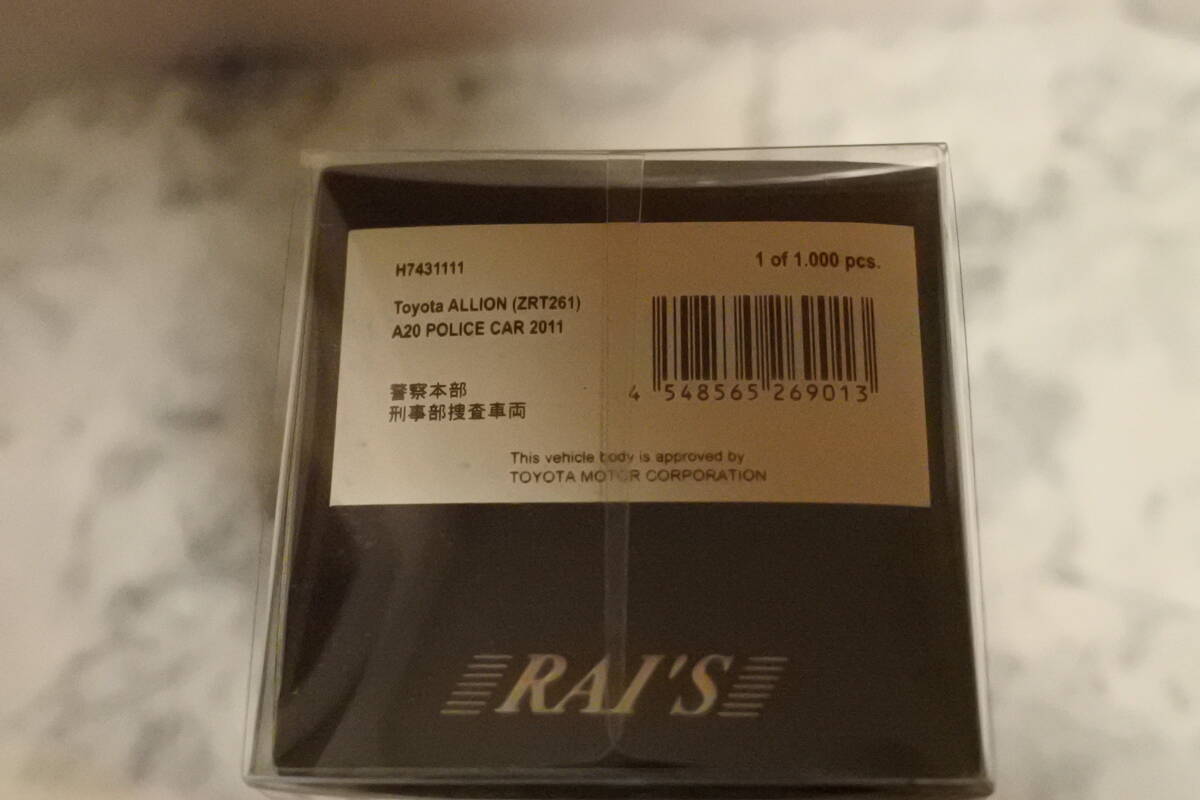 H7431111
1 of 1.000 pcs.
Toyota ALLION (ZRT261)
A20 POLICE CAR 2011
警察本部
刑事部捜査車両
4 548565 269013
This vehicle body is approved by
TOYOTA MOTOR CORPORATION
RAI'S